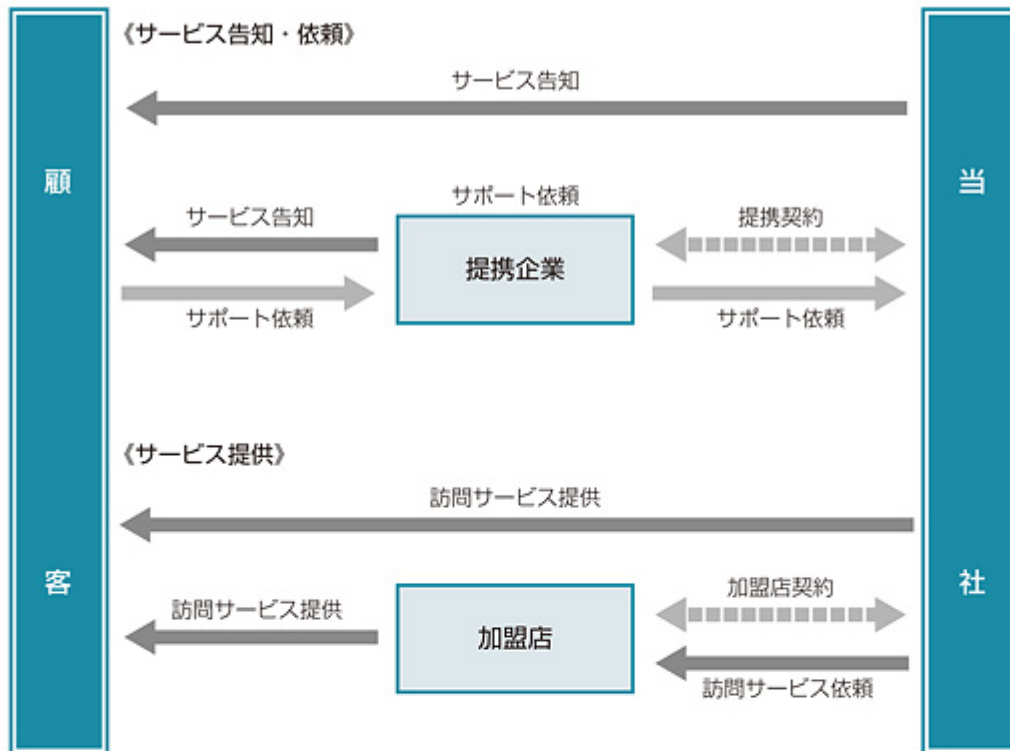 《サービス告知・依頼》
サービス告知
顧
客
当
社
サポート依頼
サービス告知
提携契約
提携企業
サポート依頼
サポート依頼
《サービス提供》
訪問サービス提供
訪問サービス提供
加盟店契約
加盟店
訪問サービス依頼